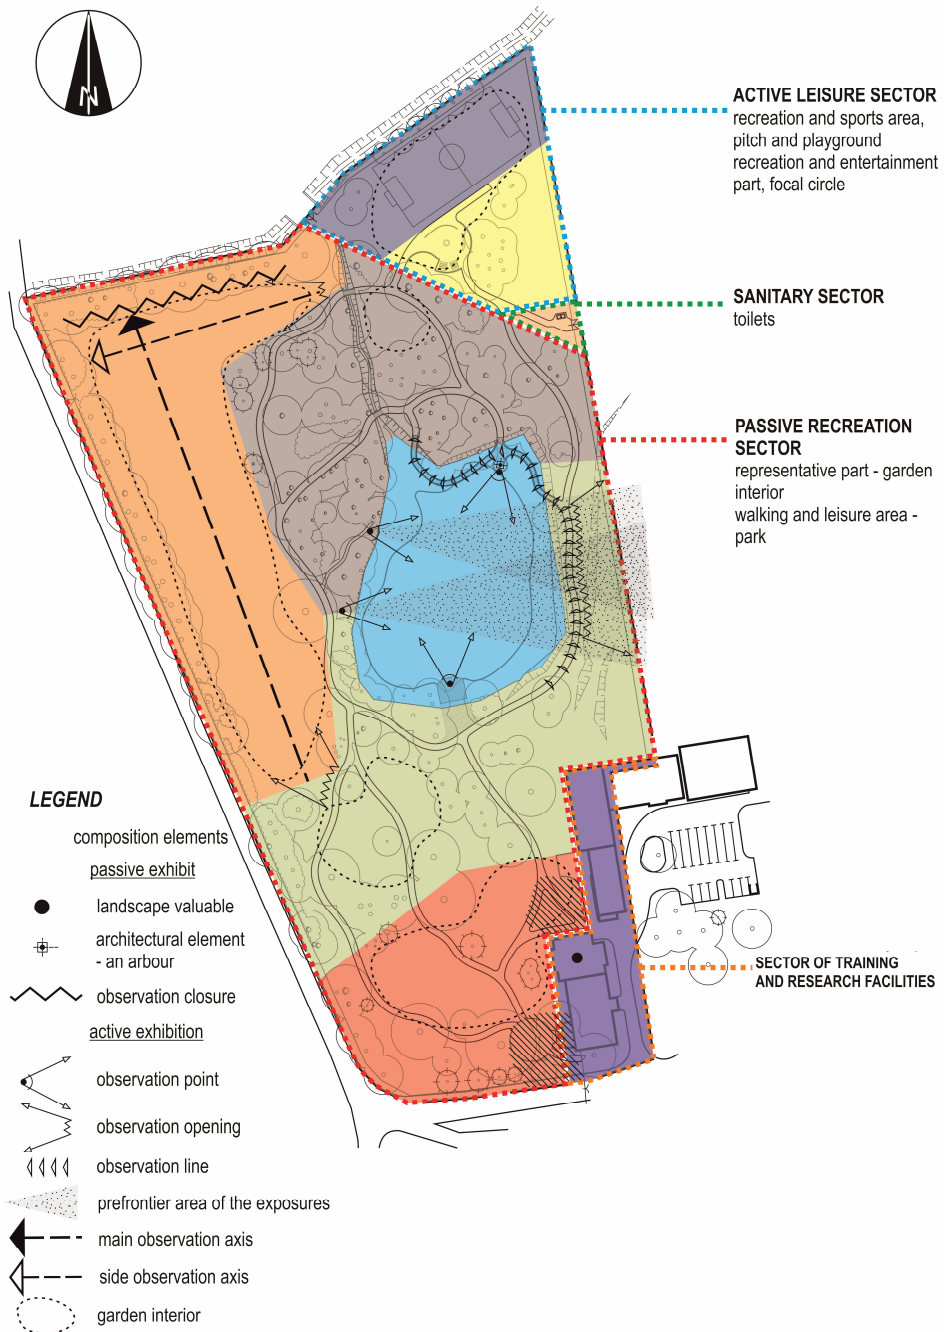 N
ACTIVE LEISURE SECTOR
recreation and sports area,
pitch and playground
recreation and entertainment
part, focal circle
SANITARY SECTOR
toilets
PASSIVE RECREATION
SECTOR
representative part - garden
interior
walking and leisure area -
park
SECTOR OF TRAINING
AND RESEARCH FACILITIES
LEGEND
composition elements
passive exhibit
landscape valuable
architectural element
- an arbour
observation closure
active exhibition
observation point
observation opening
observation line
prefrontier area of the exposures
main observation axis
side observation axis
garden interior